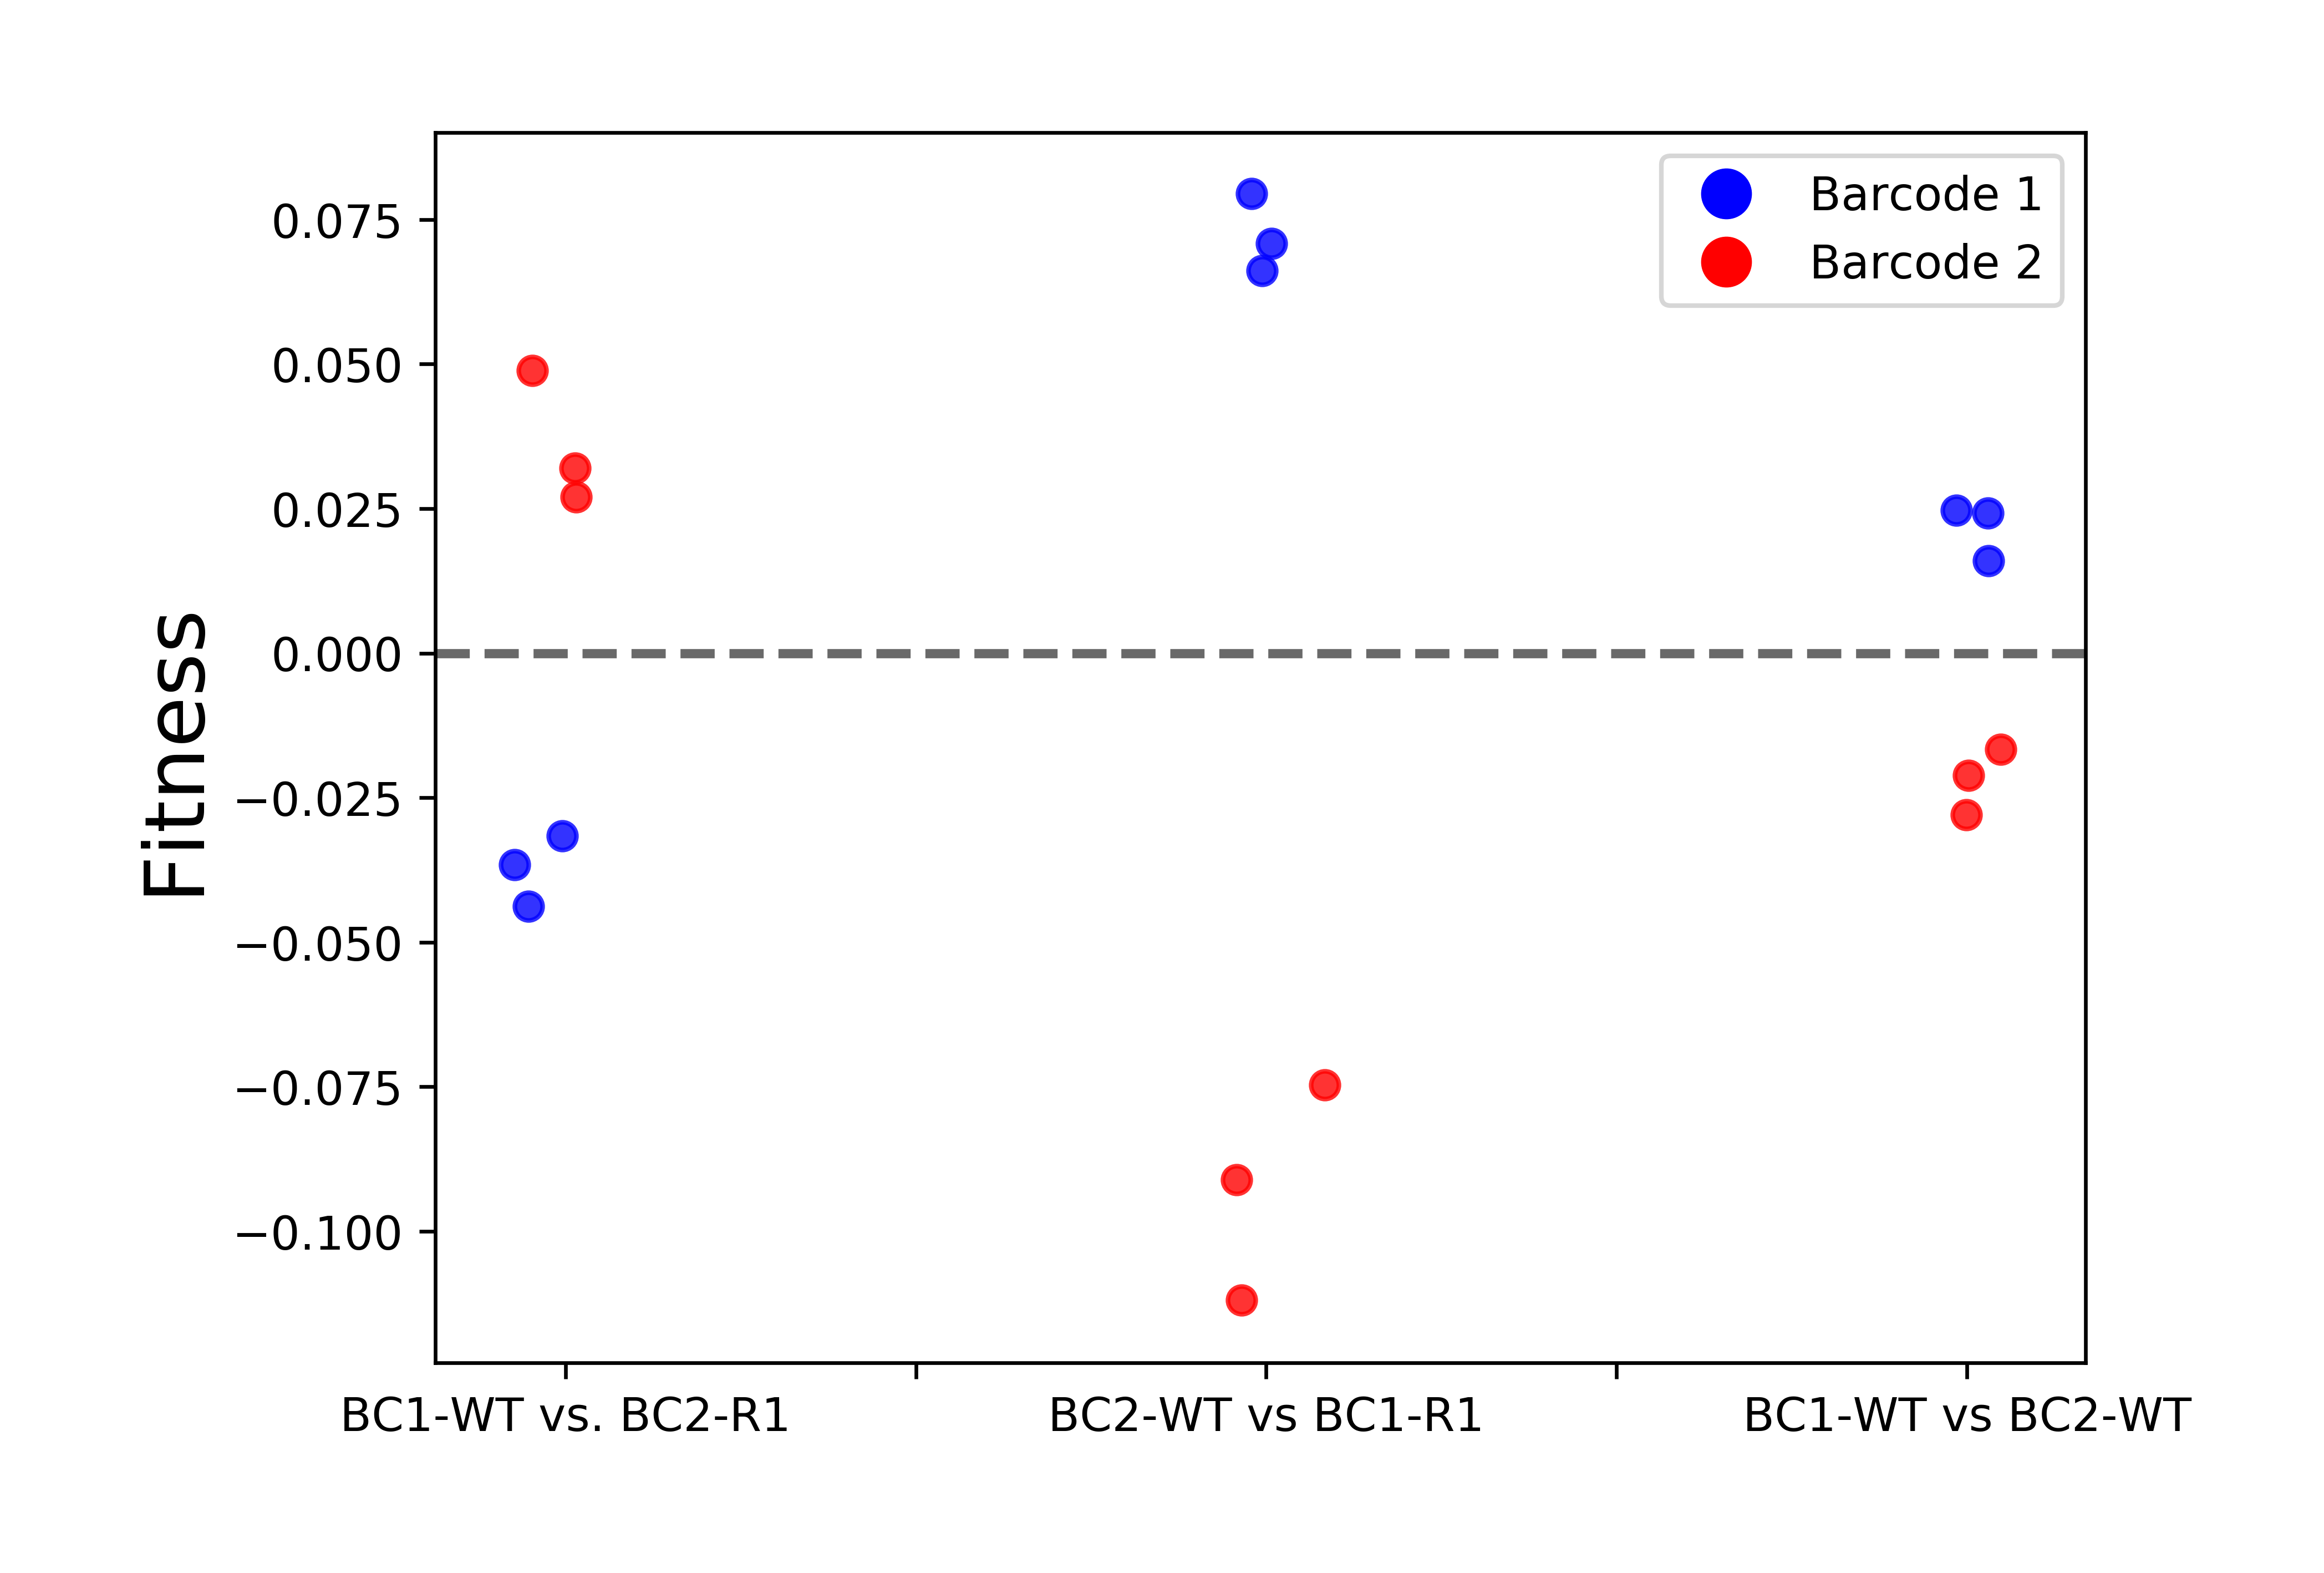 Barcode 1
Barcode 2
0.075
0.050
0.025
0.000
−0.025
−0.050
−0.075
−0.100
Fitness
BC1-WT vs. BC2-R1
BC2-WT vs BC1-R1
BC1-WT vs BC2-WT